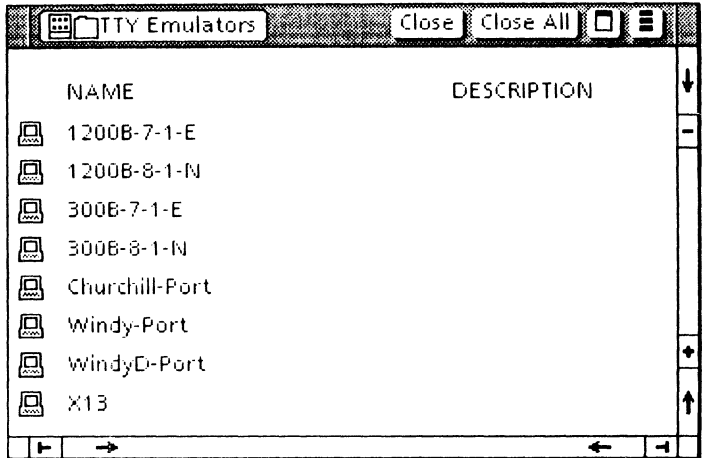 TTY Emulators Close Close All
NAME DESCRIPTION
1200B-7-1-E
1200B-8-1-N
300B-7-1-E
300B-8-1-N
Churchill-Port
Windy-Port
WindyD-Port
X13